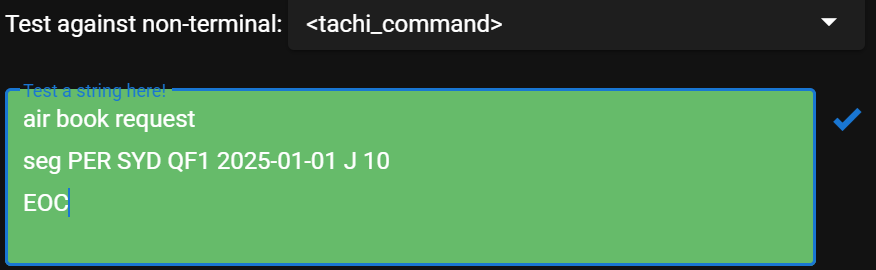 Test against non-terminal: <tachi_command>
Test a string here!
air book request
seg PER SYD QF1 2025-01-01 J 10
EOC